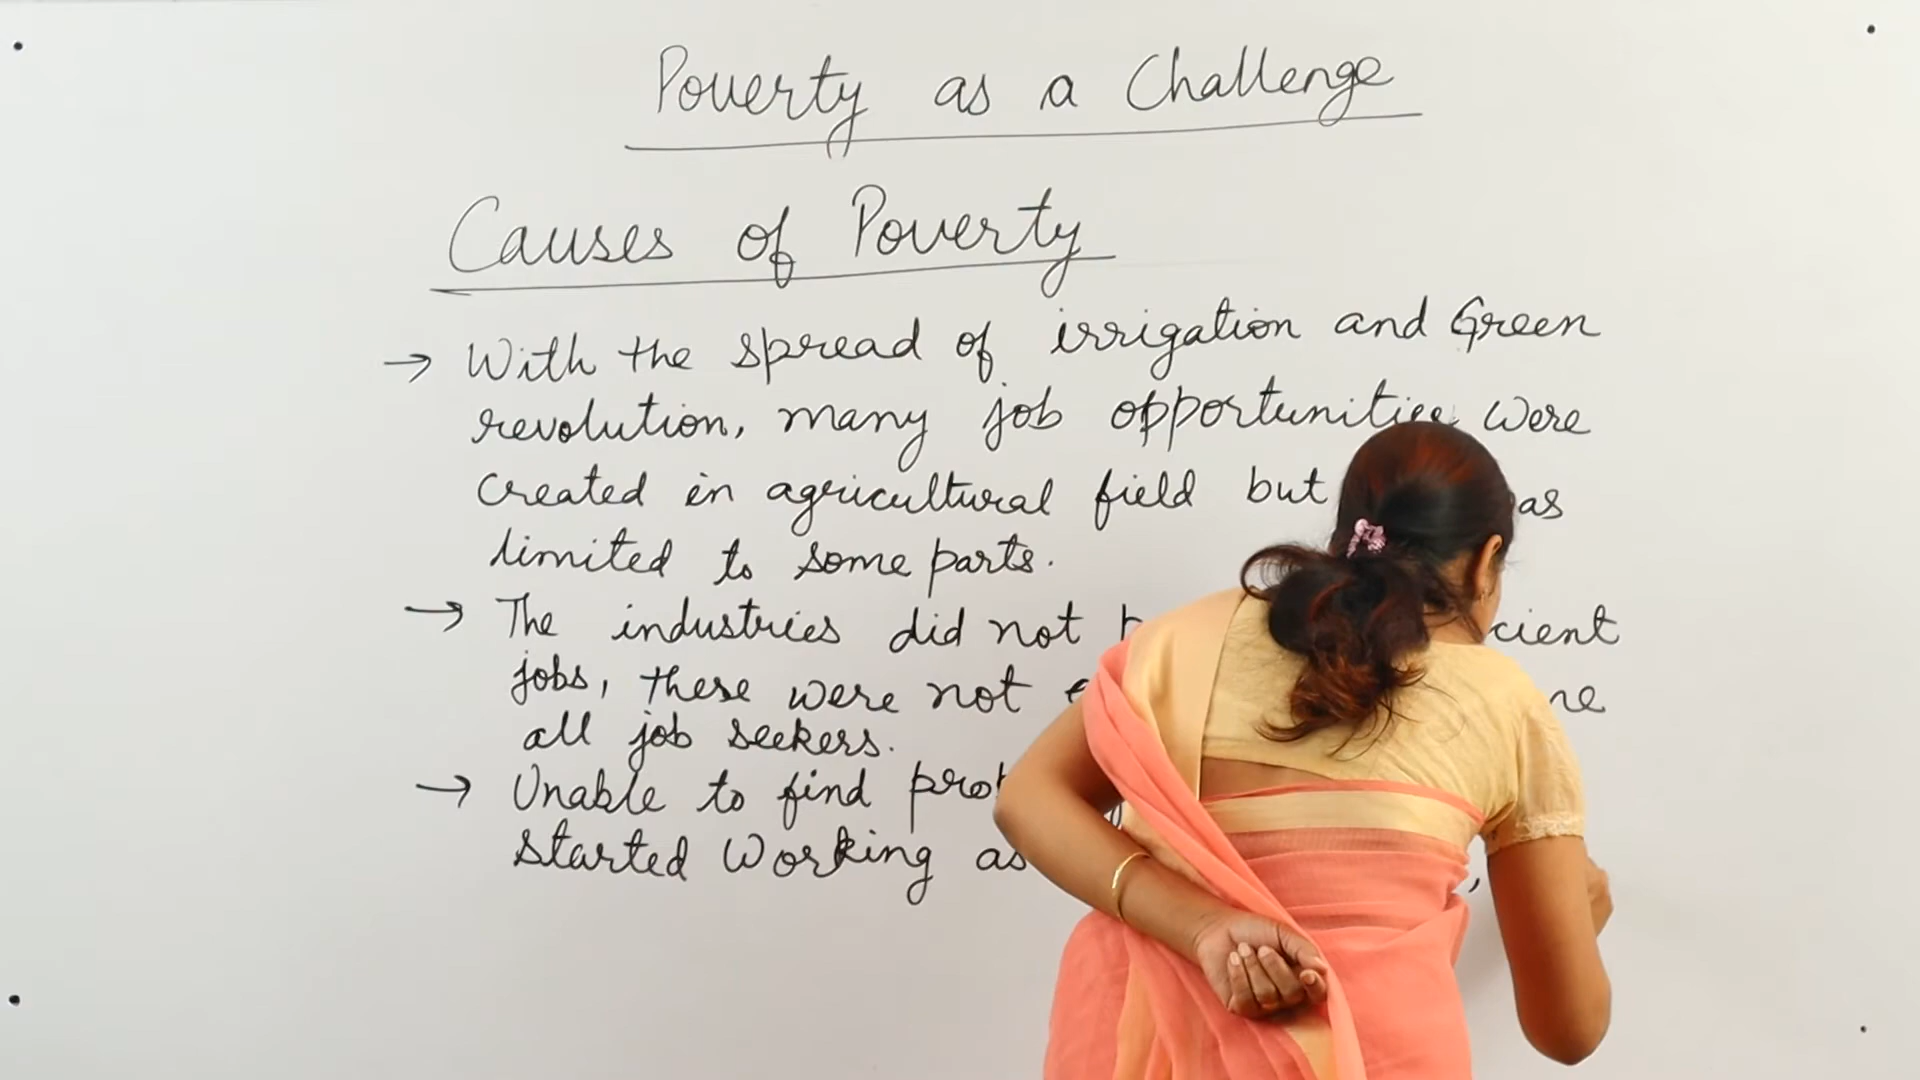 Poverty as a Challenge
Causes of Poverty
→ With the spread of irrigation and Green
revolution, many job opportunities were
created in agricultural field but
limited to some parts.
→ The industries did not
jobs, these were not
all job seekers.
→ Unable to find
started working as